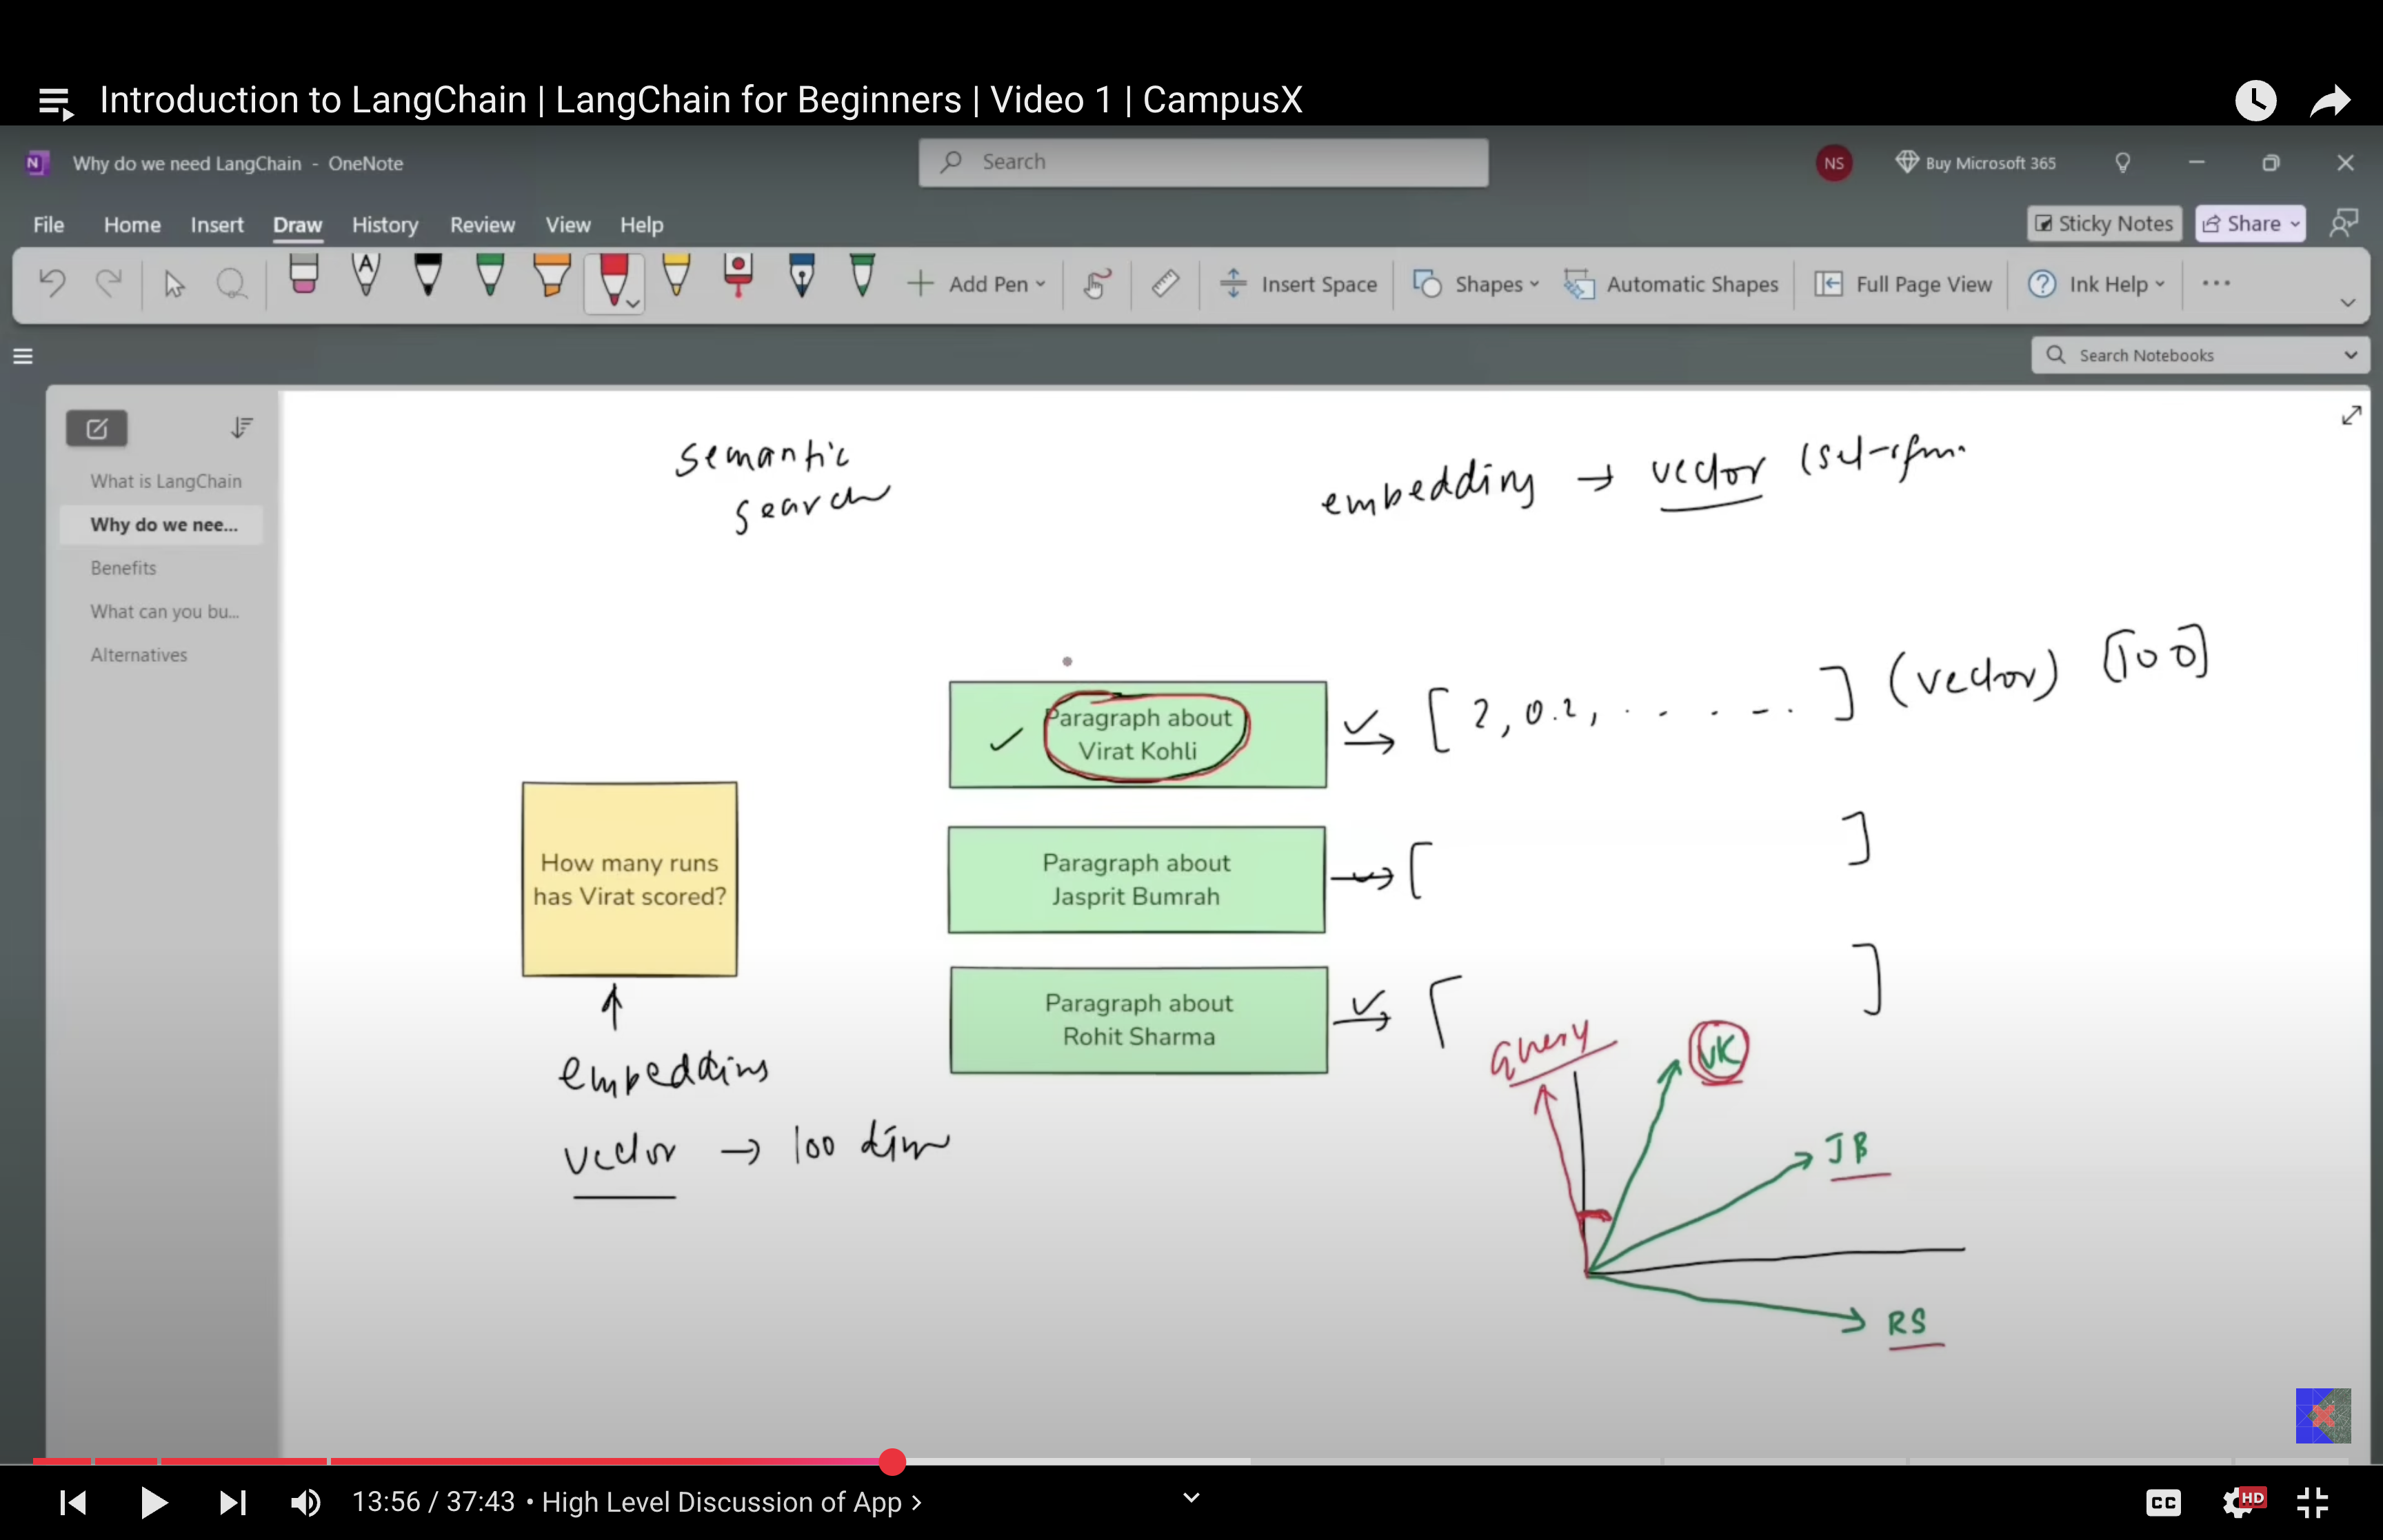 Introduction to LangChain | LangChain for Beginners | Video 1 | CampusX
Why do we need LangChain - OneNote
Search
NS
Buy Microsoft 365
File Home Insert Draw History Review View Help
Sticky Notes
Share
Add Pen
Insert Space
Shapes
Automatic Shapes
Full Page View
Ink Help
Search Notebooks
What is LangChain
Why do we nee...
Benefits
What can you bu...
Alternatives
semantic
search
embedding → vector
Paragraph about
Virat Kohli
[2, 0.2, . . . . .] (vector) [100]
How many runs
has Virat scored?
Paragraph about
Jasprit Bumrah
[ ]
Paragraph about
Rohit Sharma
[ ]
embedding
vector → 100 dim
query
VK
JB
RS
13:56 / 37:43 • High Level Discussion of App >
CC
HD